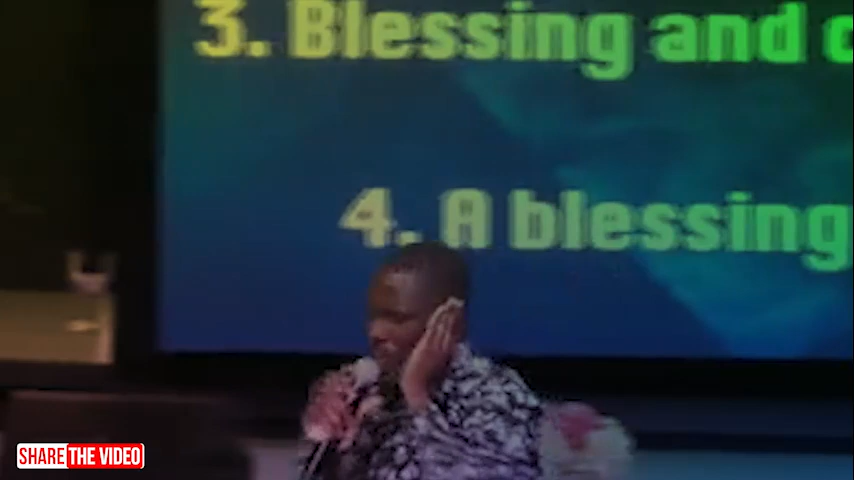 3. Blessing and
4. A blessing
SHARE THE VIDEO